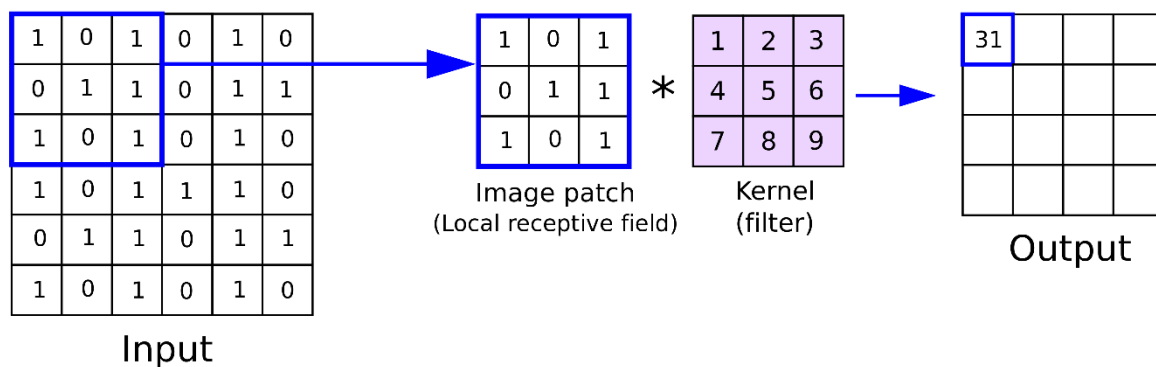 1 0 1 0 1 0
0 1 1 0 1 1
1 0 1 0 1 0
1 0 1 1 1 0
0 1 1 0 1 1
1 0 1 0 1 0
Input
1 0 1
0 1 1
1 0 1
Image patch
(Local receptive field)
*
1 2 3
4 5 6
7 8 9
Kernel
(filter)
31
Output